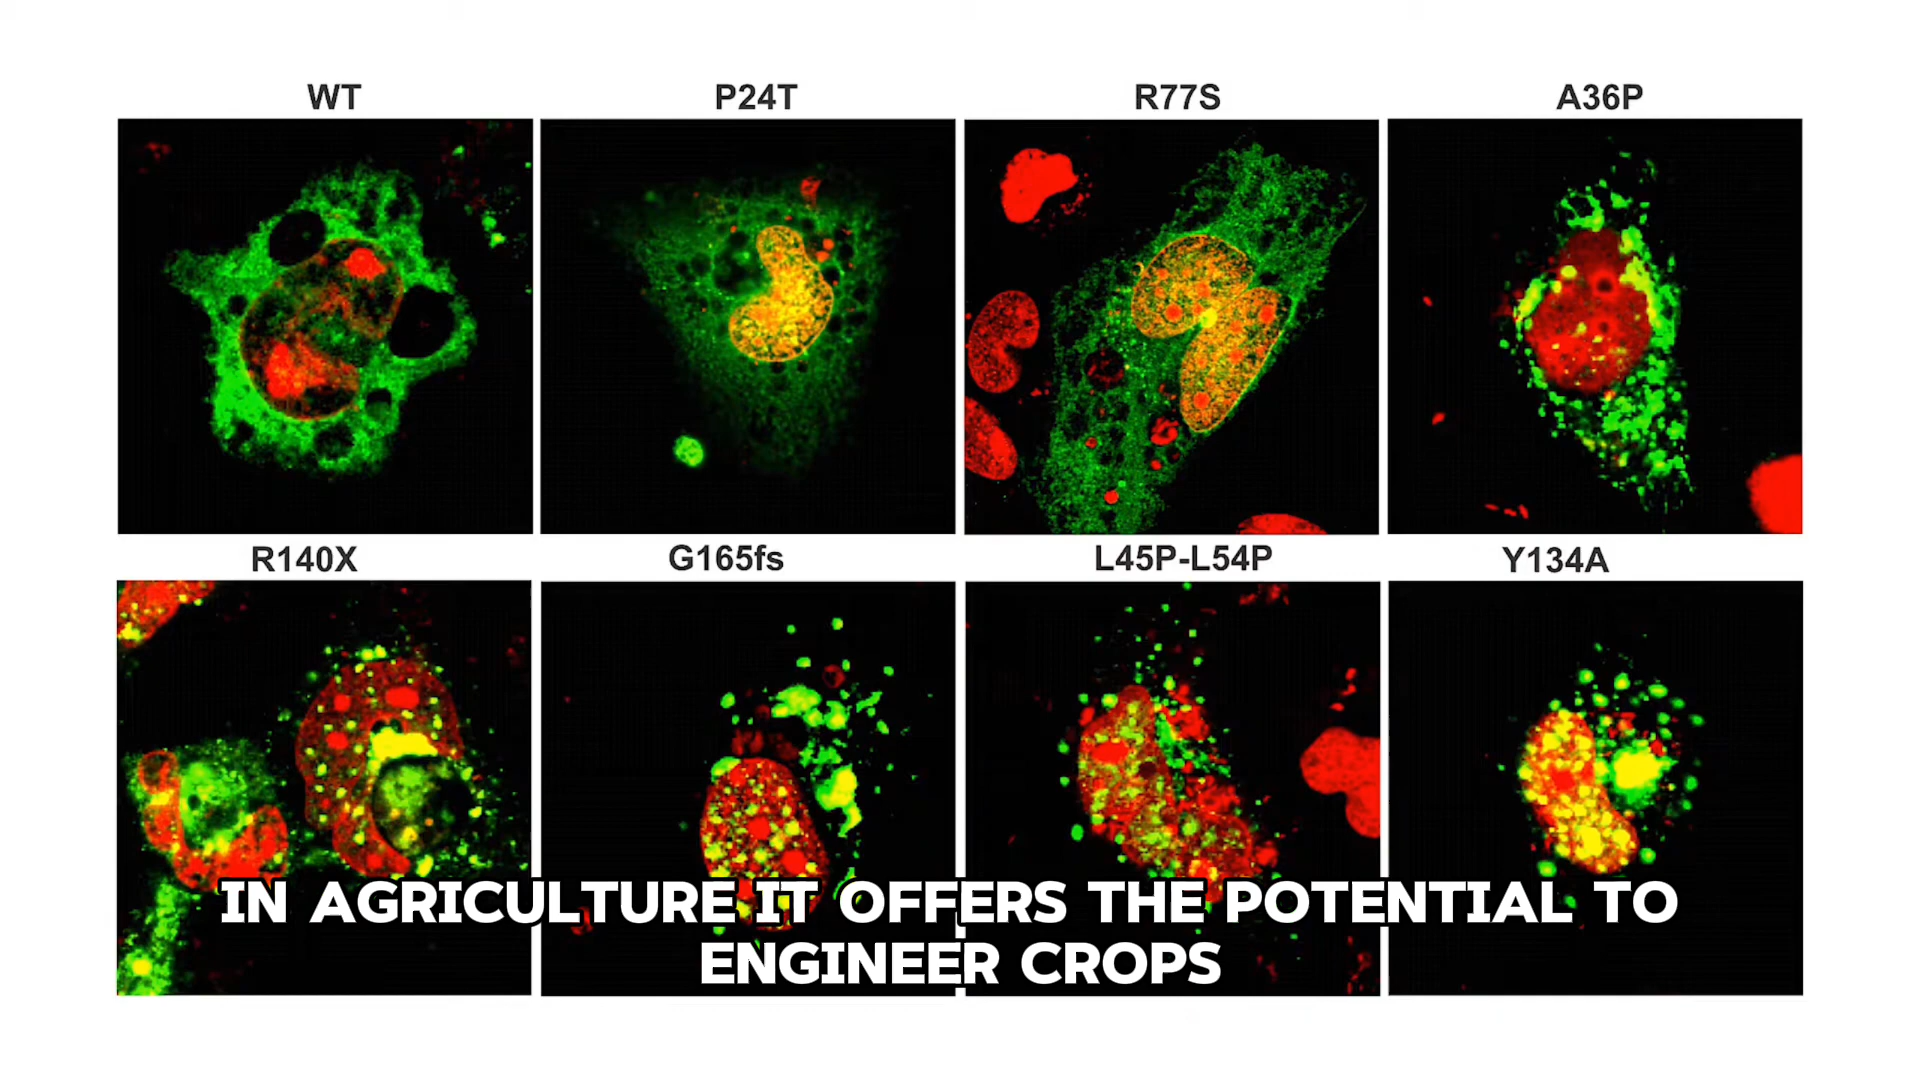 WT P24T R77S A36P
R140X G165fs L45P-L54P Y134A
IN AGRICULTURE IT OFFERS THE POTENTIAL TO
ENGINEER CROPS